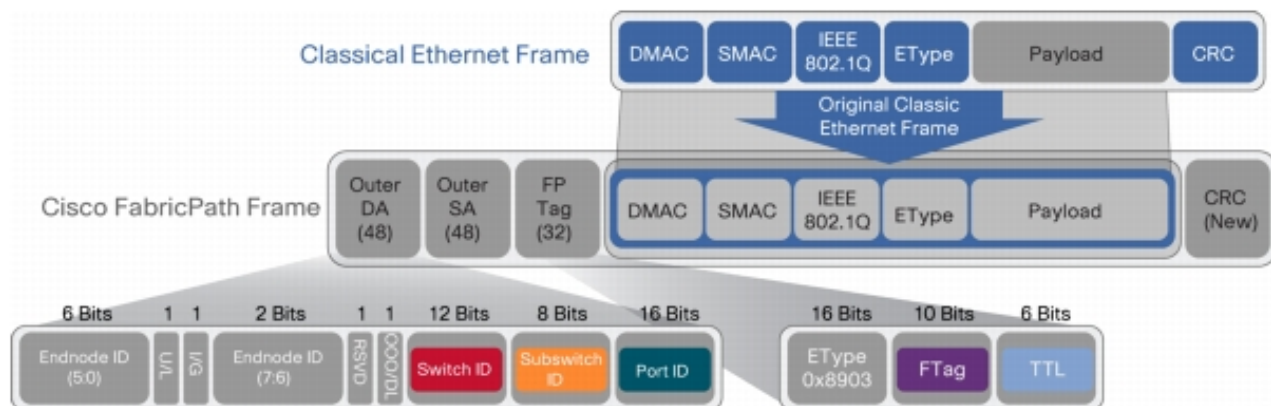 Classical Ethernet Frame
DMAC
SMAC
IEEE
802.1Q
EType
Payload
CRC
Original Classic
Ethernet Frame
Cisco FabricPath Frame
Outer
DA
(48)
Outer
SA
(48)
FP
Tag
(32)
DMAC
SMAC
IEEE
802.1Q
EType
Payload
CRC
(New)
6 Bits
1
1
2 Bits
1
1
12 Bits
8 Bits
16 Bits
Endnode ID
(5:0)
U/L
I/G
Endnode ID
(7:6)
RSVD
OOO/DL
Switch ID
Subswitch
ID
Port ID
16 Bits
10 Bits
6 Bits
EType
0x8903
FTag
TTL